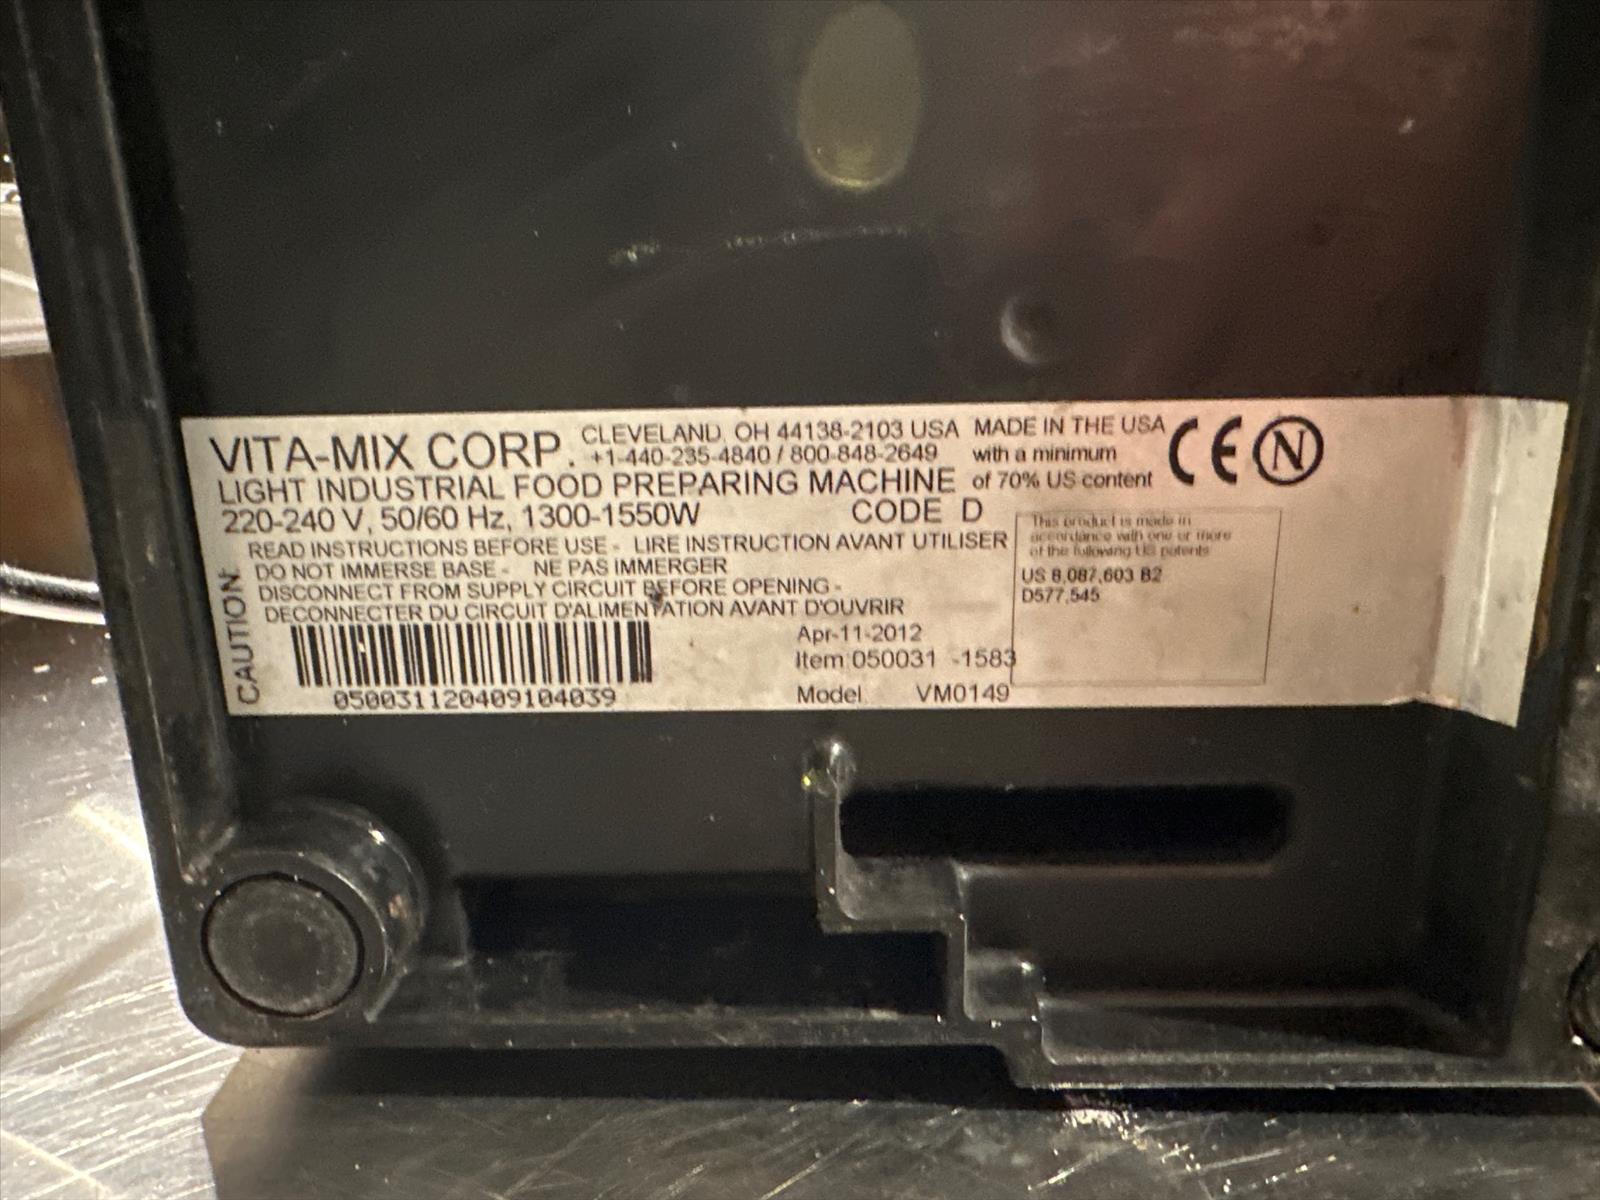 VITA-MIX CORP.
CLEVELAND, OH 44138-2103 USA
+1-440-235-4840 / 800-848-2649
MADE IN THE USA
with a minimum
of 70% US content
CE N
LIGHT INDUSTRIAL FOOD PREPARING MACHINE
220-240 V, 50/60 Hz, 1300-1550W
CODE D
CAUTION:
READ INSTRUCTIONS BEFORE USE - LIRE INSTRUCTION AVANT UTILISER
DO NOT IMMERSE BASE - NE PAS IMMERGER
DISCONNECT FROM SUPPLY CIRCUIT BEFORE OPENING -
DECONNECTER DU CIRCUIT D'ALIMENTATION AVANT D'OUVRIR
This product is made in
accordance with one or more
of the following US patents
US 8,087,603 B2
D577,545
Apr-11-2012
Item 050031 -1583
Model VM0149
050031120409104039